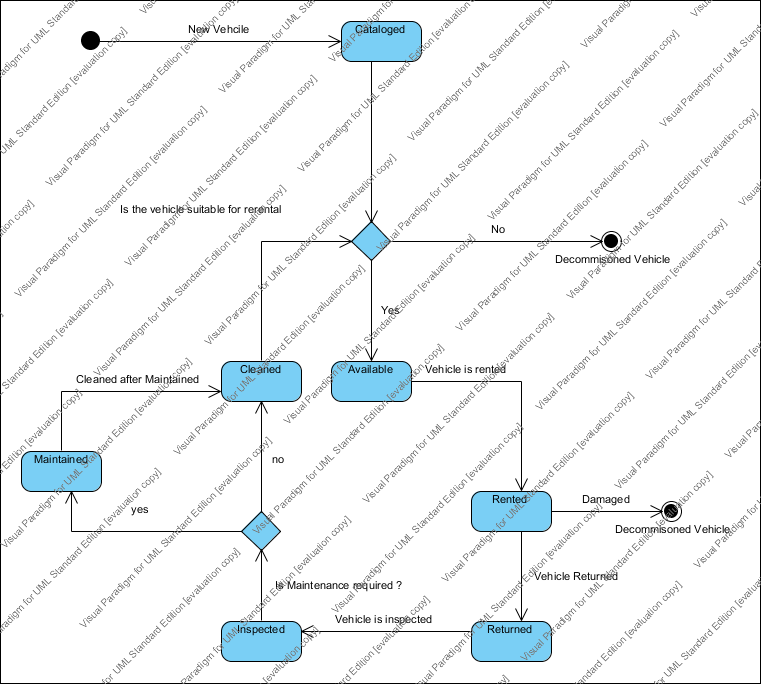 New Vehcile
Cataloged
Is the vehicle suitable for rerental
No
Decommisoned Vehicle
Yes
Cleaned
Available
Vehicle is rented
Cleaned after Maintained
Maintained
no
yes
Rented
Damaged
Decommisoned Vehicle
Vehicle Returned
Is Maintenance required ?
Vehicle is inspected
Inspected
Returned
Visual Paradigm for UML Standard Edition [evaluation copy]